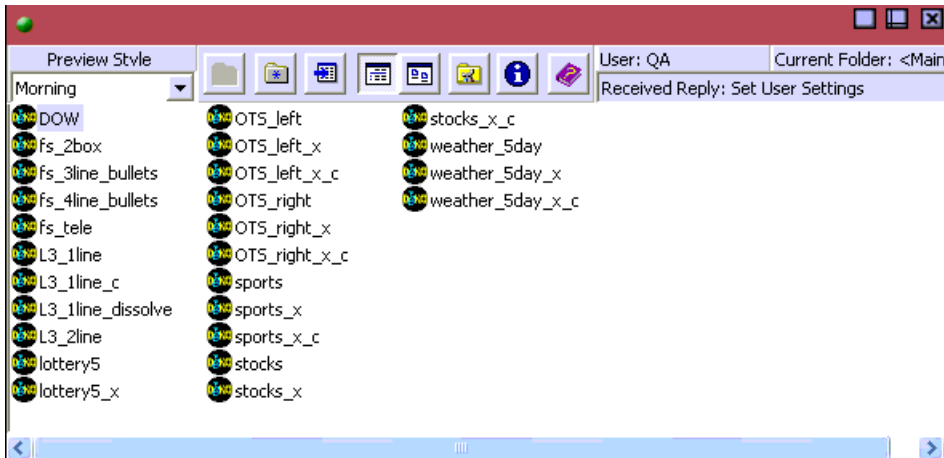 Preview Style
User: QA
Current Folder: <Main
Morning
Received Reply: Set User Settings
DOW
fs_2box
fs_3line_bullets
fs_4line_bullets
fs_tele
L3_1line
L3_1line_c
L3_1line_dissolve
L3_2line
lottery5
lottery5_x
OTS_left
OTS_left_x
OTS_left_x_c
OTS_right
OTS_right_x
OTS_right_x_c
sports
sports_x
sports_x_c
stocks
stocks_x
stocks_x_c
weather_5day
weather_5day_x
weather_5day_x_c